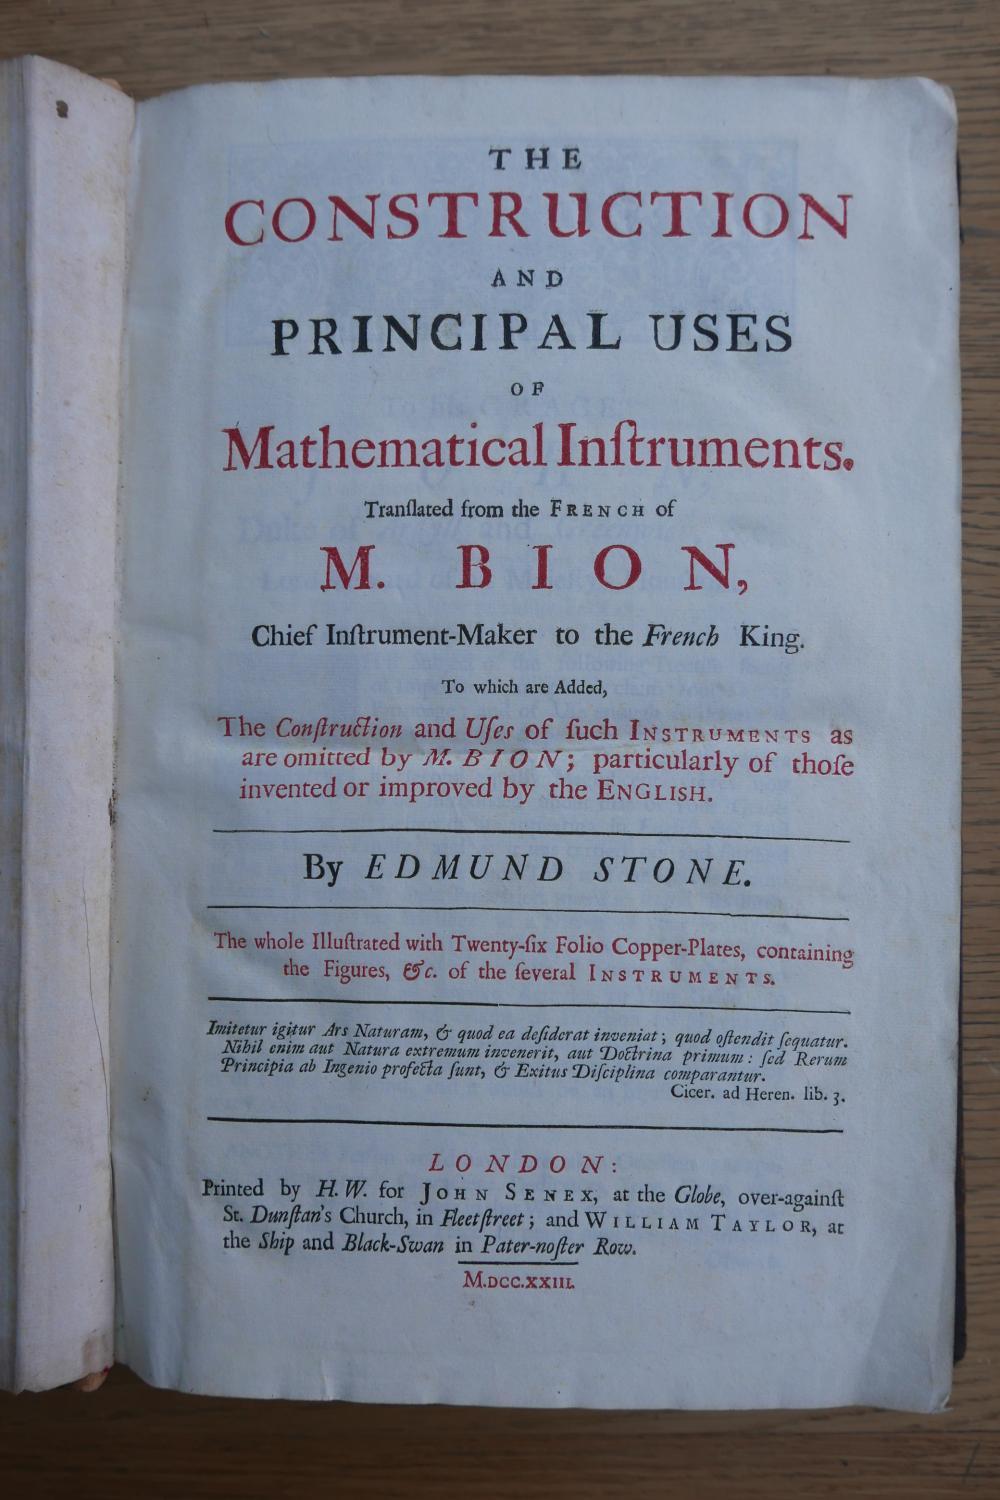 THE
CONSTRUCTION
AND
PRINCIPAL USES
OF
Mathematical Inſtruments.
Tranſlated from the FRENCH of
M. BION,
Chief Inſtrument-Maker to the French King.
To which are Added,
The Conſtruction and Uſes of ſuch INSTRUMENTS as
are omitted by M. BION; particularly of thoſe
invented or improved by the ENGLISH.
By EDMUND STONE.
The whole Illuſtrated with Twenty-ſix Folio Copper-Plates, containing
the Figures, &c. of the ſeveral INSTRUMENTS.
Imitetur igitur Ars Naturam, & quod ea deſiderat inveniat; quod oſtendit ſequatur.
Nihil enim aut Natura extremum invenerit, aut Doctrina primum: ſed Rerum
Principia ab Ingenio profecta ſunt, & Exitus Diſciplina comparantur.
Cicer. ad Heren. lib. 3.
LONDON:
Printed by H. W. for JOHN SENEX, at the Globe, over-againſt
St. Dunſtan's Church, in Fleetſtreet; and WILLIAM TAYLOR, at
the Ship and Black-Swan in Pater-noſter Row.
M.DCC.XXIII.